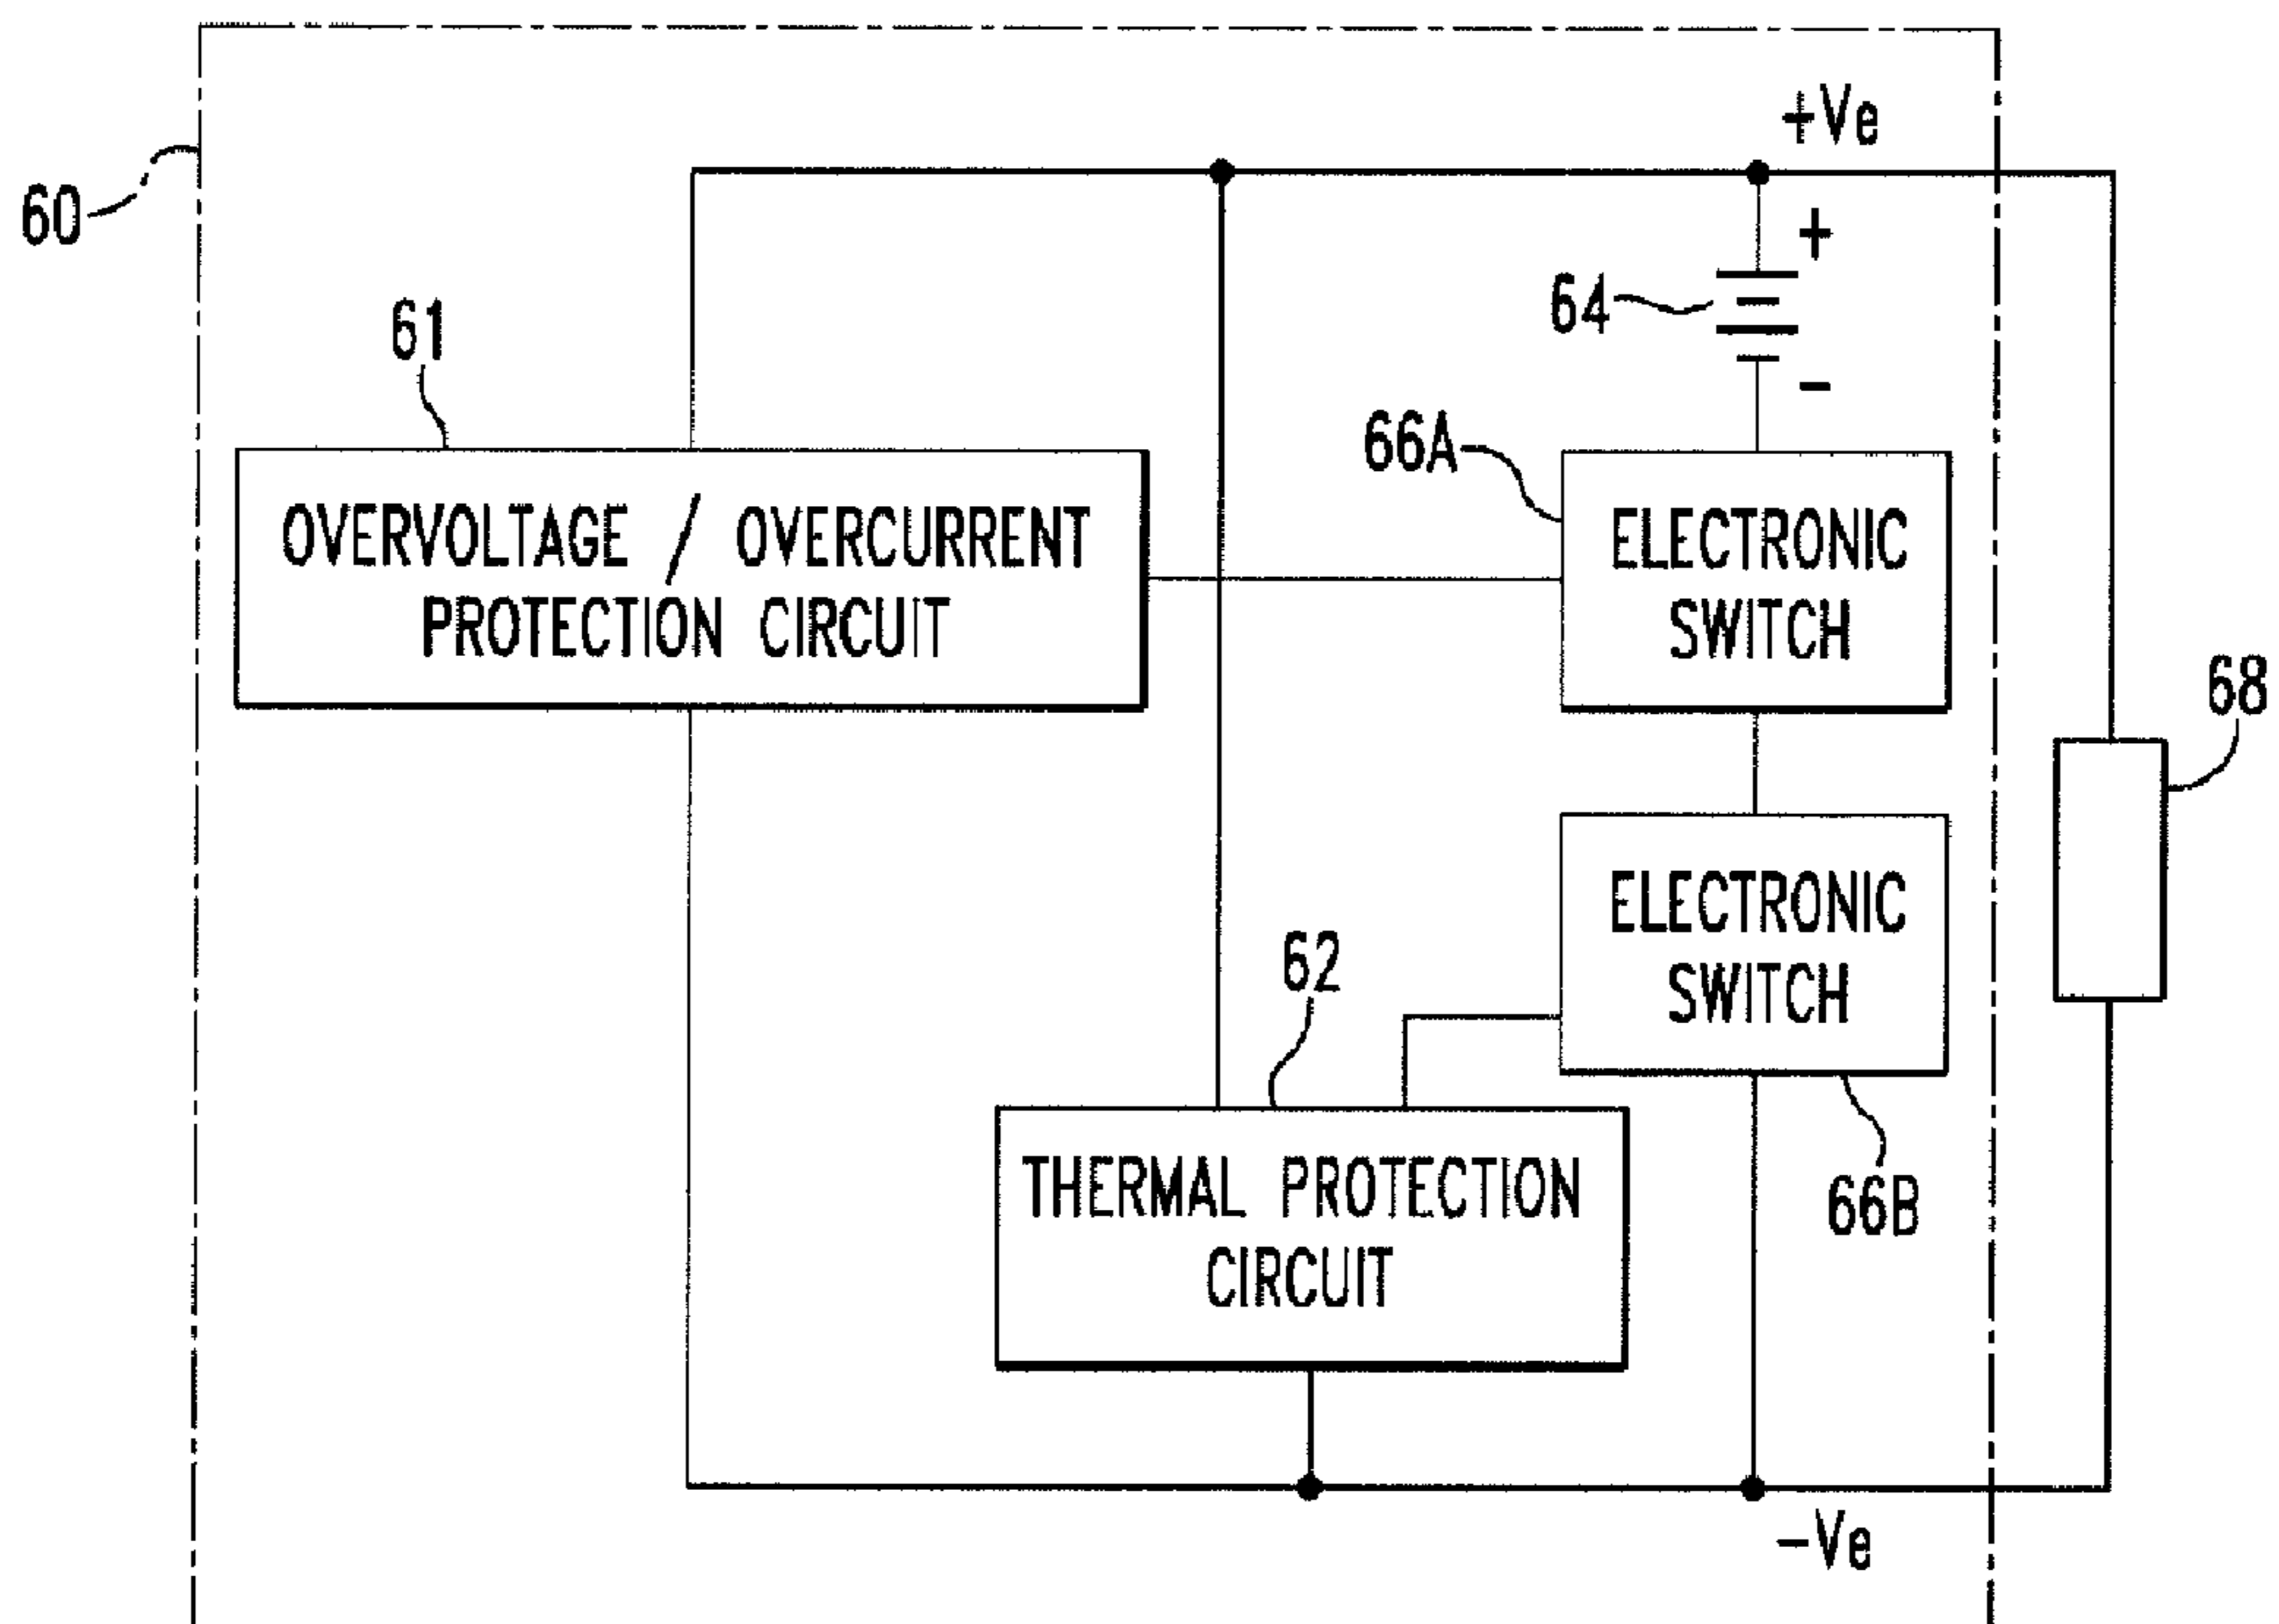 +Ve
60
+
64
61
-
66A
OVERVOLTAGE / OVERCURRENT
PROTECTION CIRCUIT
ELECTRONIC
SWITCH
68
ELECTRONIC
SWITCH
62
THERMAL PROTECTION
CIRCUIT
66B
-Ve